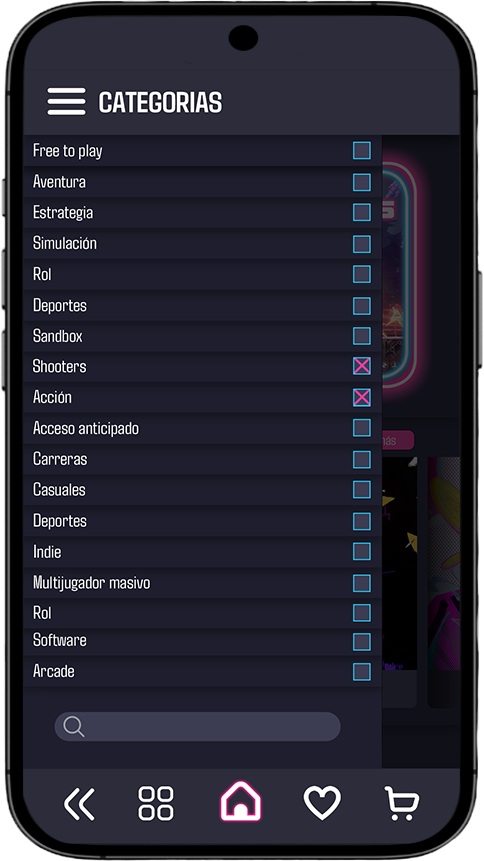 CATEGORIAS
Free to play
Aventura
Estrategia
Simulación
Rol
Deportes
Sandbox
Shooters
Acción
Acceso anticipado
Carreras
Casuales
Deportes
Indie
Multijugador masivo
Rol
Software
Arcade